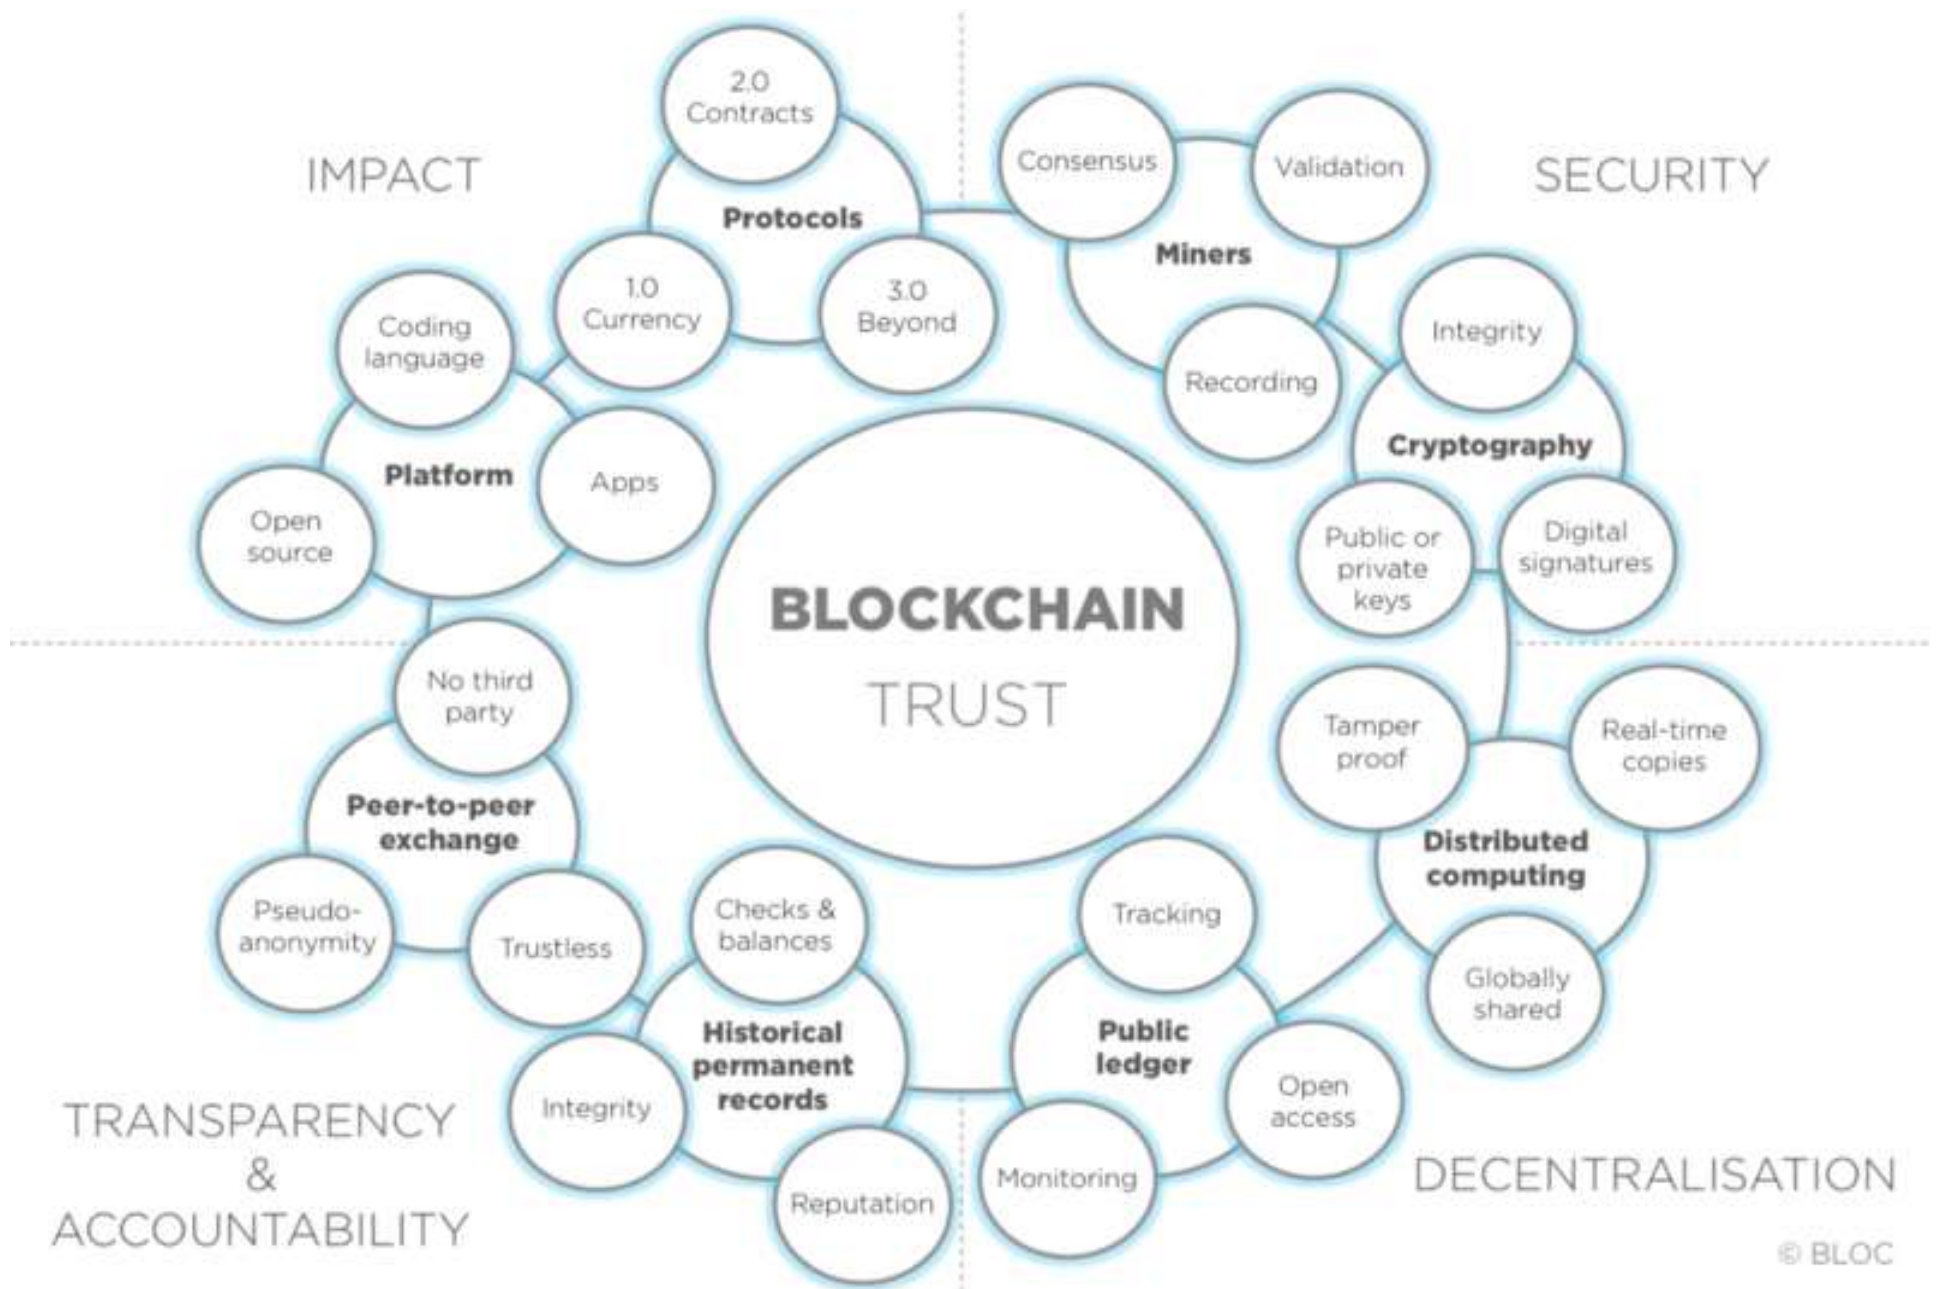 IMPACT
2.0
Contracts
Protocols
1.0
Currency
3.0
Beyond
Coding
language
Platform
Apps
Open
source
SECURITY
Consensus
Validation
Miners
Recording
Integrity
Cryptography
Public or
private
keys
Digital
signatures
BLOCKCHAIN
TRUST
No third
party
Peer-to-peer
exchange
Pseudo-
anonymity
Trustless
Checks &
balances
Historical
permanent
records
Integrity
Reputation
TRANSPARENCY
&
ACCOUNTABILITY
Tamper
proof
Real-time
copies
Distributed
computing
Globally
shared
Tracking
Public
ledger
Open
access
Monitoring
DECENTRALISATION
© BLOC